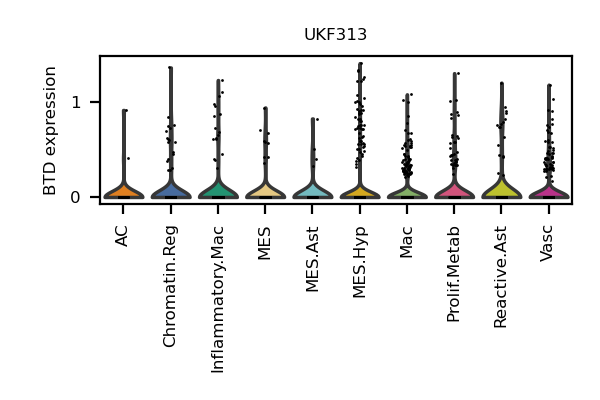 UKF313
BTD expression
1
0
AC
Chromatin.Reg
Inflammatory.Mac
MES
MES.Ast
MES.Hyp
Mac
Prolif.Metab
Reactive.Ast
Vasc